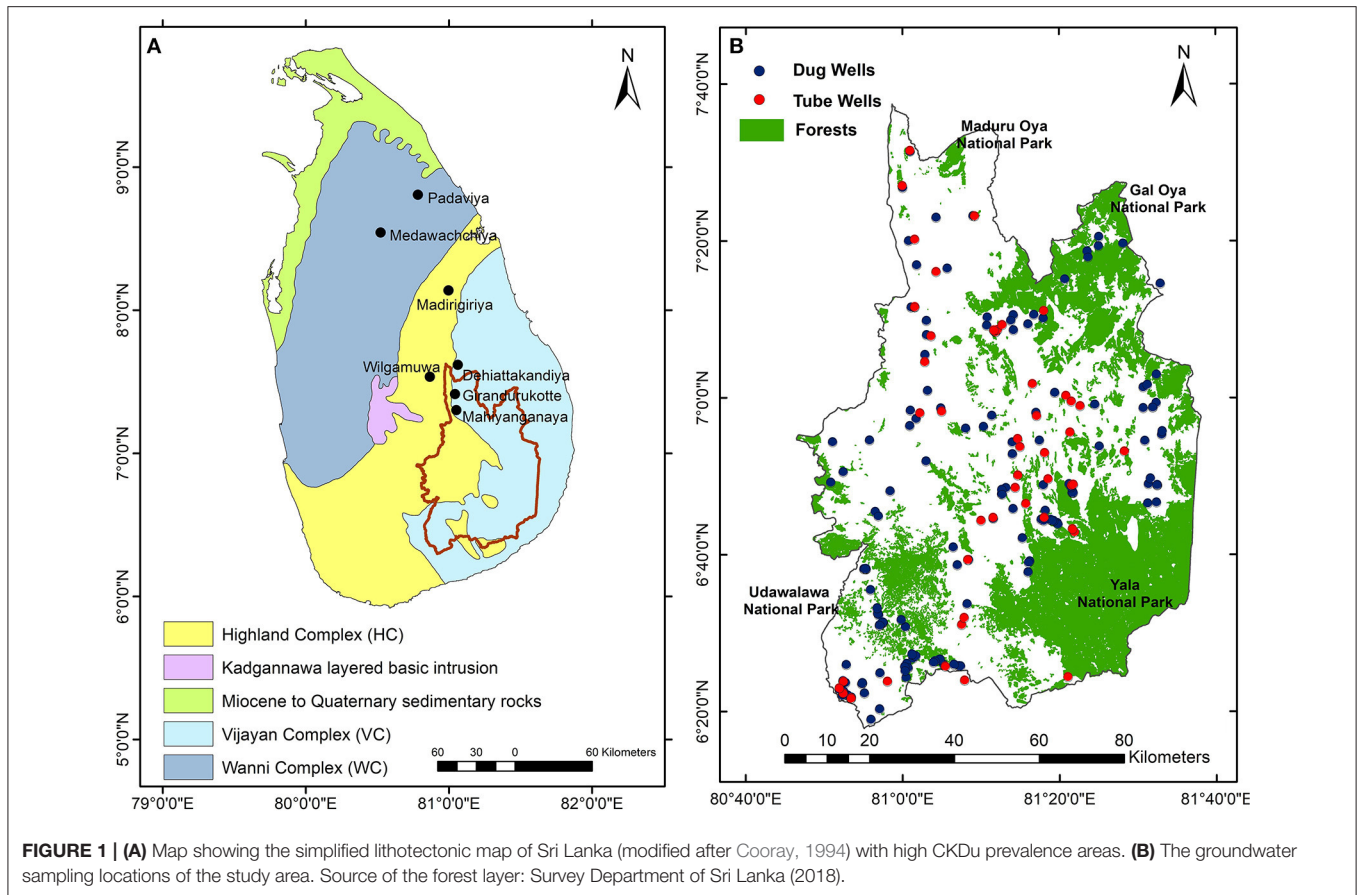 A
N
9°0'0"N
8°0'0"N
7°0'0"N
6°0'0"N
5°0'0"N
Padaviya
Medawachchiya
Madirigiriya
Wilgamuwa
Dehiattakandiya
Girandurukotte
Mahiyanganaya
Highland Complex (HC)
Kadgannawa layered basic intrusion
Miocene to Quaternary sedimentary rocks
Vijayan Complex (VC)
Wanni Complex (WC)
60 30 0 60 Kilometers
79°0'0"E 80°0'0"E 81°0'0"E 82°0'0"E
B
N
Dug Wells
Tube Wells
Forests
7°40'0"N
7°20'0"N
7°0'0"N
6°40'0"N
6°20'0"N
Maduru Oya
National Park
Gal Oya
National Park
Udawalawa
National Park
Yala
National Park
0 5 10 20 40 60 80
Kilometers
80°40'0"E 81°0'0"E 81°20'0"E 81°40'0"E
FIGURE 1 | (A) Map showing the simplified lithotectonic map of Sri Lanka (modified after Cooray, 1994) with high CKDu prevalence areas. (B) The groundwater
sampling locations of the study area. Source of the forest layer: Survey Department of Sri Lanka (2018).